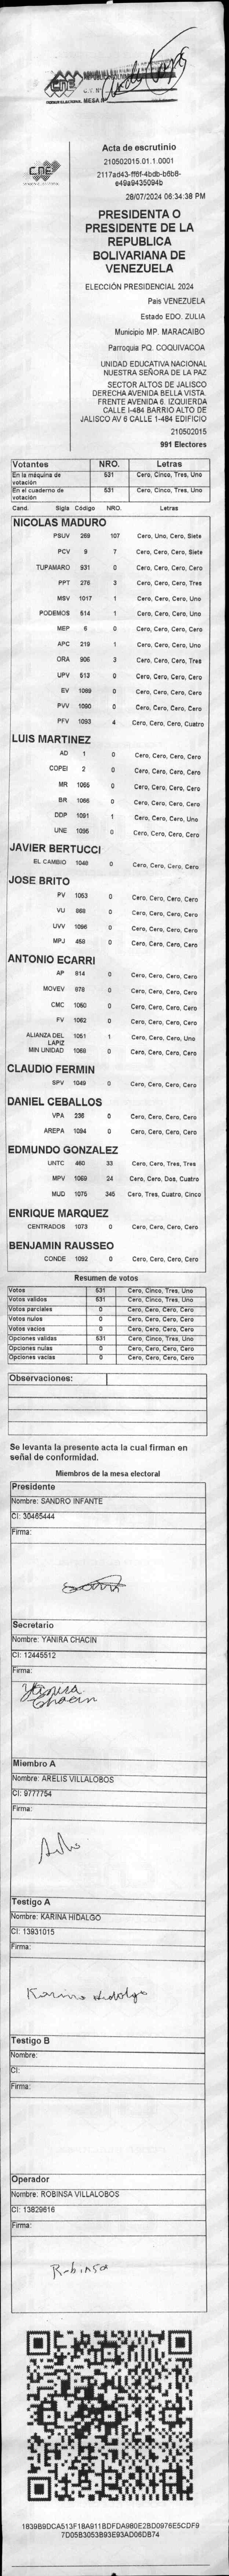 CNE
MESA
CNE
Acta de escrutinio
210502015.01.1.0001
2117ad43-ff6f-4bdb-b6b8-
e49a9435094b
28/07/2024 06:34:38 PM
PRESIDENTA O
PRESIDENTE DE LA
REPUBLICA
BOLIVARIANA DE
VENEZUELA
ELECCIÓN PRESIDENCIAL 2024
Pais VENEZUELA
Estado EDO. ZULIA
Municipio MP. MARACAIBO
Parroquia PQ. COQUIVACOA
UNIDAD EDUCATIVA NACIONAL
NUESTRA SEÑORA DE LA PAZ
SECTOR ALTOS DE JALISCO
DERECHA AVENIDA BELLA VISTA.
FRENTE AVENIDA 6. IZQUIERDA
CALLE I-484 BARRIO ALTO DE
JALISCO AV 6 CALLE 1-484 EDIFICIO
210502015
991 Electores
Votantes NRO. Letras
En la máquina de votación 531 Cero, Cinco, Tres, Uno
En el cuaderno de votación 531 Cero, Cinco, Tres, Uno
Cand. Sigla Código NRO. Letras
NICOLAS MADURO
PSUV 269 107 Cero, Uno, Cero, Siete
PCV 9 7 Cero, Cero, Cero, Siete
TUPAMARO 931 0 Cero, Cero, Cero, Cero
PPT 276 3 Cero, Cero, Cero, Tres
MSV 1017 1 Cero, Cero, Cero, Uno
PODEMOS 514 1 Cero, Cero, Cero, Uno
MEP 6 0 Cero, Cero, Cero, Cero
APC 219 1 Cero, Cero, Cero, Uno
ORA 906 3 Cero, Cero, Cero, Tres
UPV 513 0 Cero, Cero, Cero, Cero
EV 1089 0 Cero, Cero, Cero, Cero
PVV 1090 0 Cero, Cero, Cero, Cero
PFV 1093 4 Cero, Cero, Cero, Cuatro
LUIS MARTINEZ
AD 1 0 Cero, Cero, Cero, Cero
COPEI 2 0 Cero, Cero, Cero, Cero
MR 1065 0 Cero, Cero, Cero, Cero
BR 1066 0 Cero, Cero, Cero, Cero
DDP 1091 1 Cero, Cero, Cero, Uno
UNE 1095 0 Cero, Cero, Cero, Cero
JAVIER BERTUCCI
EL CAMBIO 1048 0 Cero, Cero, Cero, Cero
JOSE BRITO
PV 1053 0 Cero, Cero, Cero, Cero
VU 868 0 Cero, Cero, Cero, Cero
UVV 1096 0 Cero, Cero, Cero, Cero
MPJ 458 0 Cero, Cero, Cero, Cero
ANTONIO ECARRI
AP 814 0 Cero, Cero, Cero, Cero
MOVEV 678 0 Cero, Cero, Cero, Cero
CMC 1050 0 Cero, Cero, Cero, Cero
FV 1062 0 Cero, Cero, Cero, Cero
ALIANZA DEL LAPIZ 1051 1 Cero, Cero, Cero, Uno
MIN UNIDAD 1088 0 Cero, Cero, Cero, Cero
CLAUDIO FERMIN
SPV 1049 0 Cero, Cero, Cero, Cero
DANIEL CEBALLOS
VPA 236 0 Cero, Cero, Cero, Cero
AREPA 1094 0 Cero, Cero, Cero, Cero
EDMUNDO GONZALEZ
UNTC 460 33 Cero, Cero, Tres, Tres
MPV 1069 24 Cero, Cero, Dos, Cuatro
MUD 1075 345 Cero, Tres, Cuatro, Cinco
ENRIQUE MARQUEZ
CENTRADOS 1073 0 Cero, Cero, Cero, Cero
BENJAMIN RAUSSEO
CONDE 1092 0 Cero, Cero, Cero, Cero
Resumen de votos
Votos 531 Cero, Cinco, Tres, Uno
Votos validos 531 Cero, Cinco, Tres, Uno
Votos parciales 0 Cero, Cero, Cero, Cero
Votos nulos 0 Cero, Cero, Cero, Cero
Votos vacios 0 Cero, Cero, Cero, Cero
Opciones validas 531 Cero, Cinco, Tres, Uno
Opciones nulas 0 Cero, Cero, Cero, Cero
Opciones vacias 0 Cero, Cero, Cero, Cero
Observaciones:
Se levanta la presente acta la cual firman en
señal de conformidad.
Miembros de la mesa electoral
Presidente
Nombre: SANDRO INFANTE
CI: 30465444
Firma:
Secretario
Nombre: YANIRA CHACIN
CI: 12445512
Firma:
Yanira
Chacin
Miembro A
Nombre: ARELIS VILLALOBOS
CI: 9777754
Firma:
Testigo A
Nombre: KARINA HIDALGO
CI: 13931015
Firma:
Karina Hidalgo
Testigo B
Nombre:
CI:
Firma:
Operador
Nombre: ROBINSA VILLALOBOS
CI: 13829616
Firma:
Robinsa
1839B9DCA513F18A911BDFDA980E2BD0976E5CDF9
7D05B3053B93E93AD06DB74